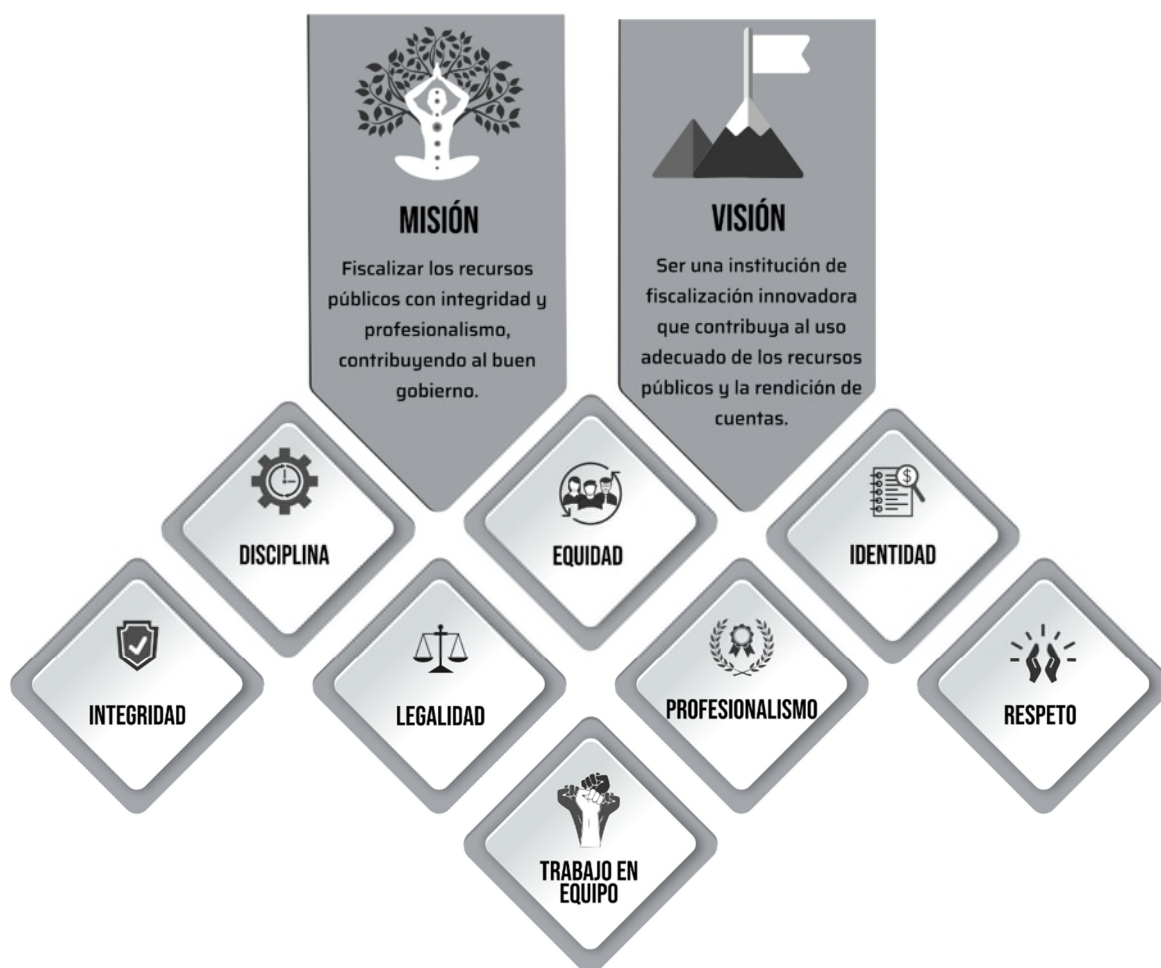 MISIÓN
Fiscalizar los recursos
públicos con integridad y
profesionalismo,
contribuyendo al buen
gobierno.
VISIÓN
Ser una institución de
fiscalización innovadora
que contribuya al uso
adecuado de los recursos
públicos y la rendición de
cuentas.
DISCIPLINA
EQUIDAD
IDENTIDAD
INTEGRIDAD
LEGALIDAD
PROFESIONALISMO
RESPETO
TRABAJO EN
EQUIPO